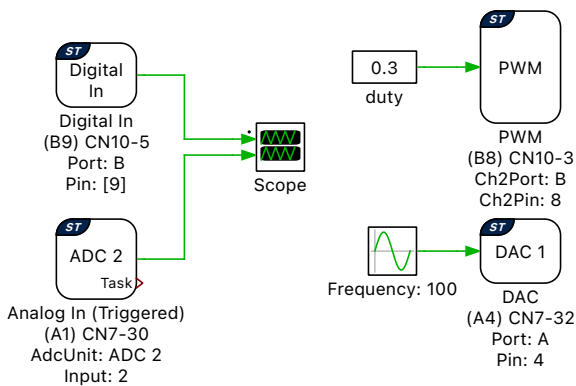 ST
Digital
In
Digital In
(B9) CN10-5
Port: B
Pin: [9]
ST
ADC 2
Task
Analog In (Triggered)
(A1) CN7-30
AdcUnit: ADC 2
Input: 2
Scope
0.3
duty
ST
PWM
PWM
(B8) CN10-3
Ch2Port: B
Ch2Pin: 8
Frequency: 100
ST
DAC 1
DAC
(A4) CN7-32
Port: A
Pin: 4